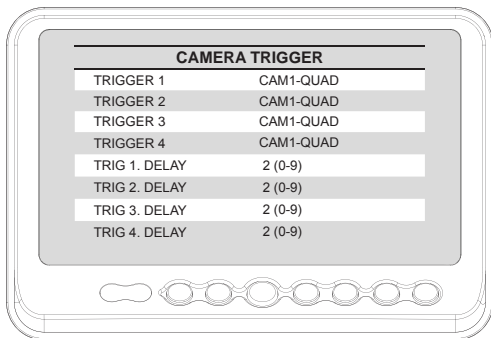 CAMERA TRIGGER
TRIGGER 1 CAM1-QUAD
TRIGGER 2 CAM1-QUAD
TRIGGER 3 CAM1-QUAD
TRIGGER 4 CAM1-QUAD
TRIG 1. DELAY 2 (0-9)
TRIG 2. DELAY 2 (0-9)
TRIG 3. DELAY 2 (0-9)
TRIG 4. DELAY 2 (0-9)